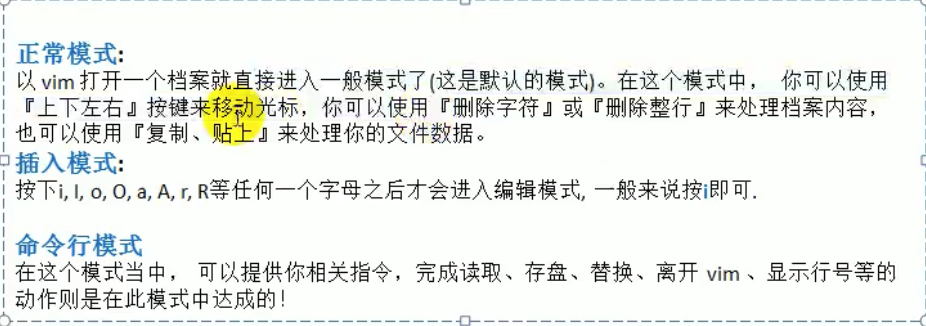 正常模式:
以 vim 打开一个档案就直接进入一般模式了(这是默认的模式)。在这个模式中， 你可以使用
『上下左右』按键来移动光标，你可以使用『删除字符』或『删除整行』来处理档案内容，
也可以使用『复制、贴上』来处理你的文件数据。
插入模式:
按下i, I, o, O, a, A, r, R等任何一个字母之后才会进入编辑模式, 一般来说按i即可.
命令行模式
在这个模式当中， 可以提供你相关指令，完成读取、存盘、替换、离开 vim 、显示行号等的
动作则是在此模式中达成的！